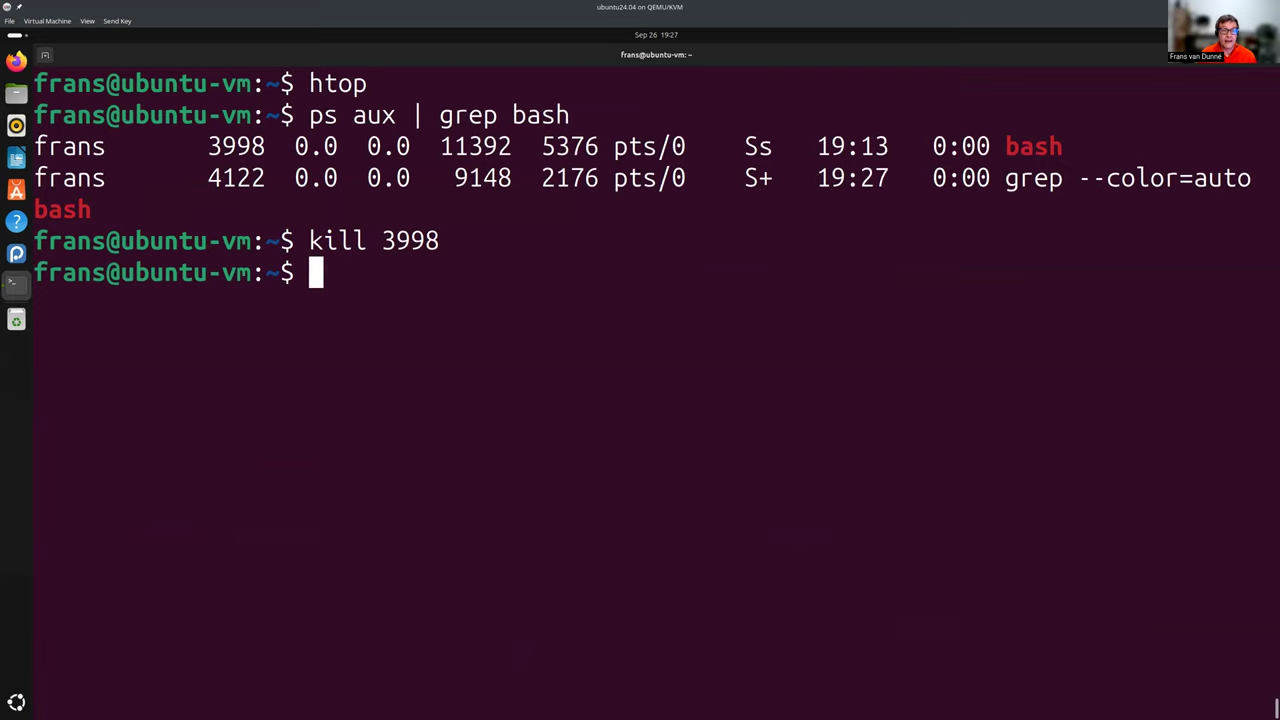 ubuntu24.04 on QEMU/KVM
File Virtual Machine View Send Key
Sep 26 19:27
frans@ubuntu-vm: ~
Frans van Dunné
frans@ubuntu-vm:~$ htop
frans@ubuntu-vm:~$ ps aux | grep bash
frans 3998 0.0 0.0 11392 5376 pts/0 Ss 19:13 0:00 bash
frans 4122 0.0 0.0 9148 2176 pts/0 S+ 19:27 0:00 grep --color=auto
bash
frans@ubuntu-vm:~$ kill 3998
frans@ubuntu-vm:~$